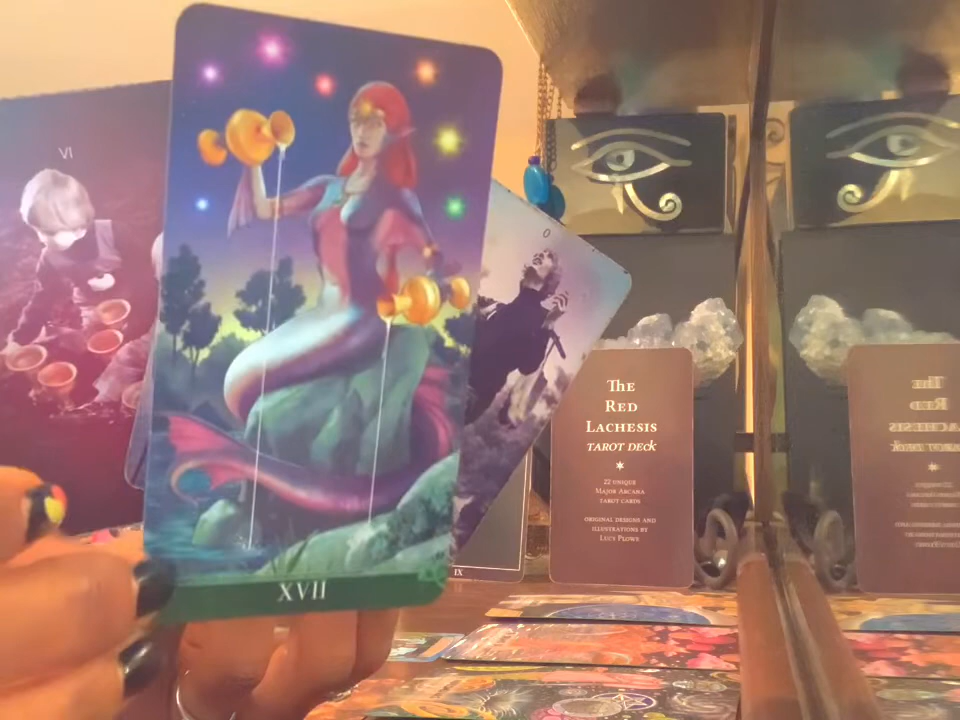 VI
XVII
0
The
Red
Lachesis
Tarot Deck
22 unique
Major Arcana
tarot cards
original designs and
illustrations by
Lucy Plowe
IX